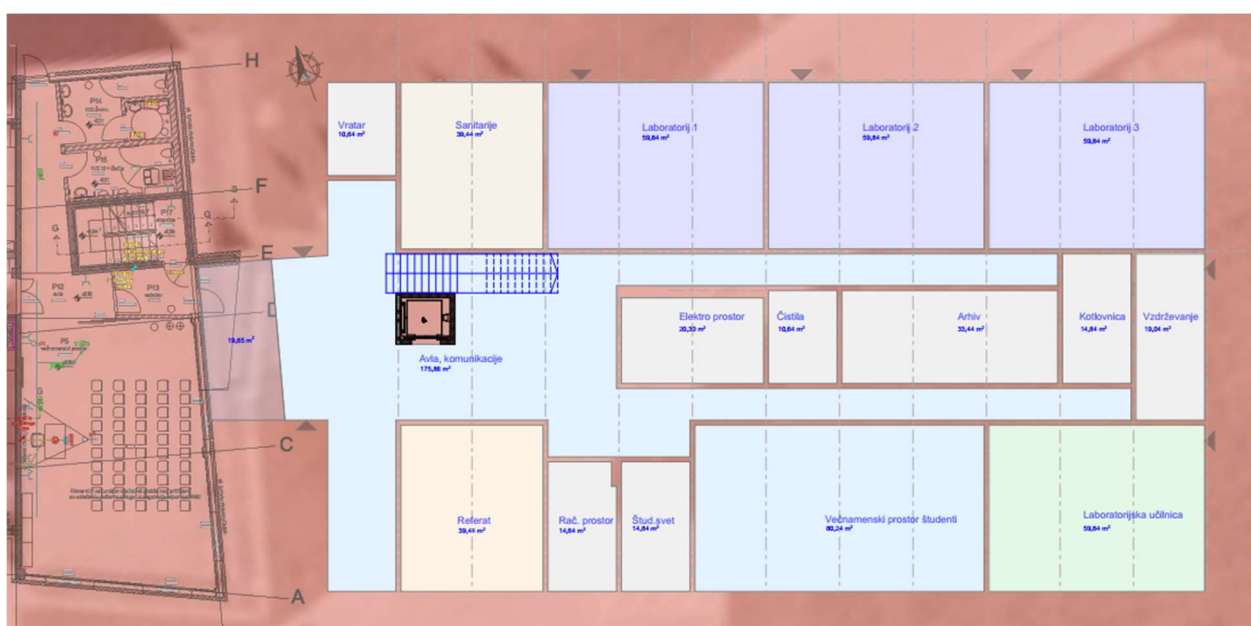 H
P14
P16
F
P17
G
G
E
P12
P13
P5
C
A
19,65 m²
Vratar
10,64 m²
Sanitarije
39,44 m²
Laboratorij 1
59,84 m²
Laboratorij 2
59,84 m²
Laboratorij 3
59,84 m²
Elektro prostor
20,30 m²
Čistila
10,64 m²
Arhiv
33,44 m²
Kotlovnica
14,84 m²
Vzdrževanje
19,04 m²
Avla, komunikacije
175,86 m²
Referat
39,44 m²
Rač. prostor
14,64 m²
Štud.svet
14,84 m²
Večnamenski prostor študenti
80,24 m²
Laboratorijska učilnica
59,84 m²